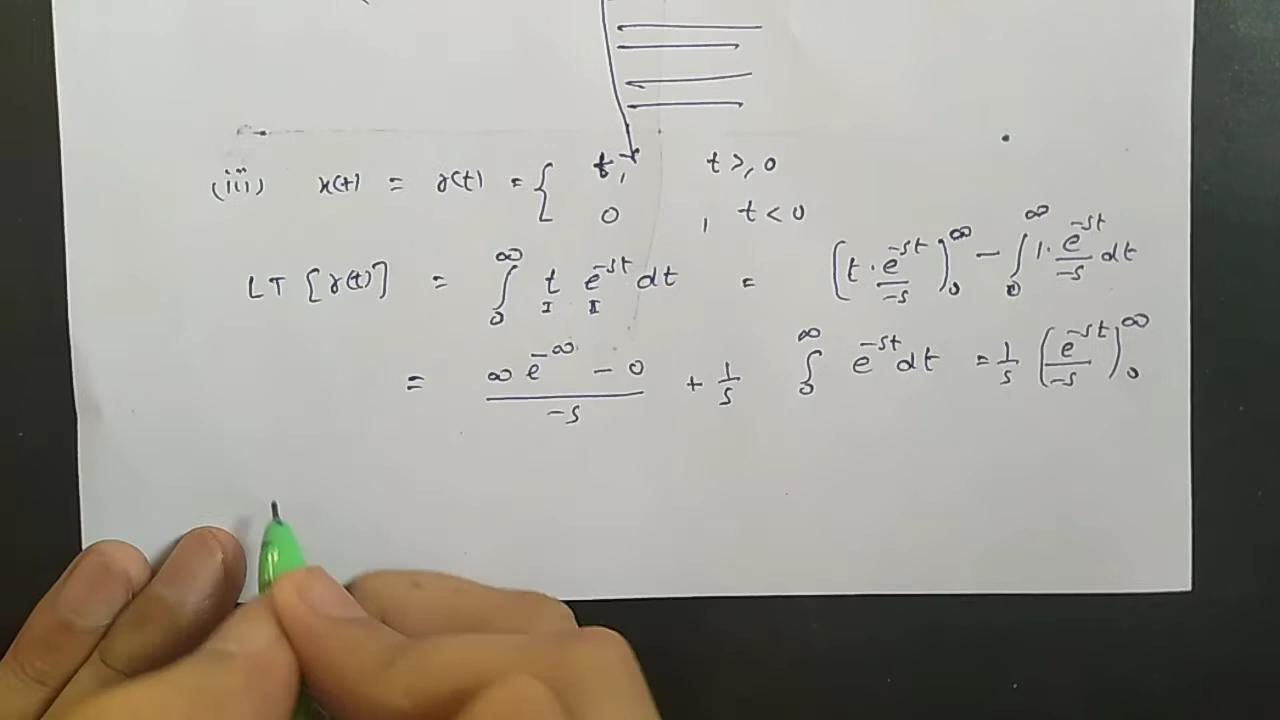 (iii) x(t) = r(t) = { t, t ≥ 0
0 , t < 0
LT [r(t)] = ∫₀^∞ t e^{-st} dt = (t · e^{-st}/-s)₀^∞ - ∫₀^∞ 1 · e^{-st}/-s dt
I II
= (∞ e^{-∞} - 0)/-s + 1/s ∫₀^∞ e^{-st} dt = 1/s (e^{-st}/-s)₀^∞